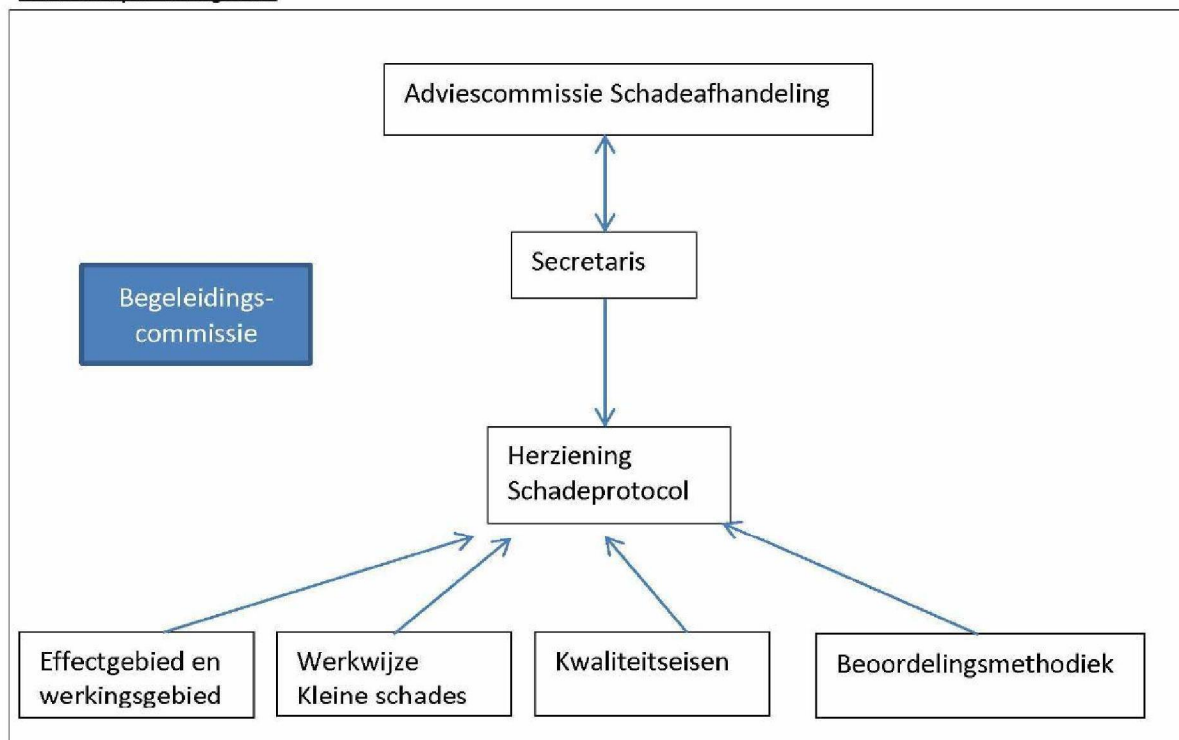 Adviescommissie Schadeafhandeling
Secretaris
Begeleidings-
commissie
Herziening
Schadeprotocol
Effectgebied en
werkingsgebied
Werkwijze
Kleine schades
Kwaliteitseisen
Beoordelingsmethodiek